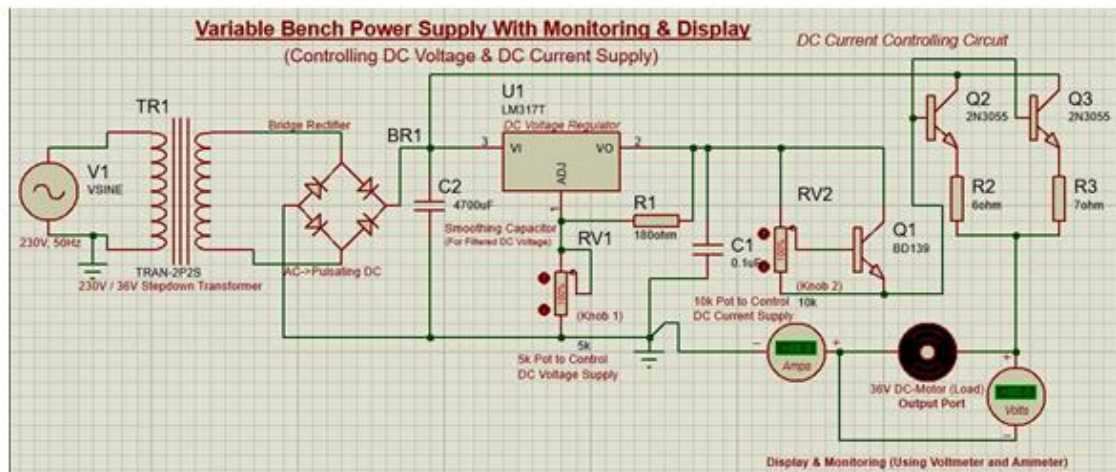 Variable Bench Power Supply With Monitoring & Display
(Controlling DC Voltage & DC Current Supply)
DC Current Controlling Circuit
TR1
Bridge Rectifier
BR1
U1
LM317T
DC Voltage Regulator
3
VI
VO
2
ADJ
1
Q2
2N3055
Q3
2N3055
V1
VSINE
230V, 50Hz
C2
4700uF
Smoothing Capacitor
(For Filtered DC Voltage)
R1
180ohm
RV1
C1
0.1uF
RV2
Q1
BD139
R2
6ohm
R3
7ohm
TRAN-2P2S
230V / 36V Stepdown Transformer
AC->Pulsating DC
100%
(Knob 1)
5k
5k Pot to Control
DC Voltage Supply
100%
(Knob 2)
10k
10k Pot to Control
DC Current Supply
Amps
36V DC-Motor (Load)
Output Port
Volts
Display & Monitoring (Using Voltmeter and Ammeter)